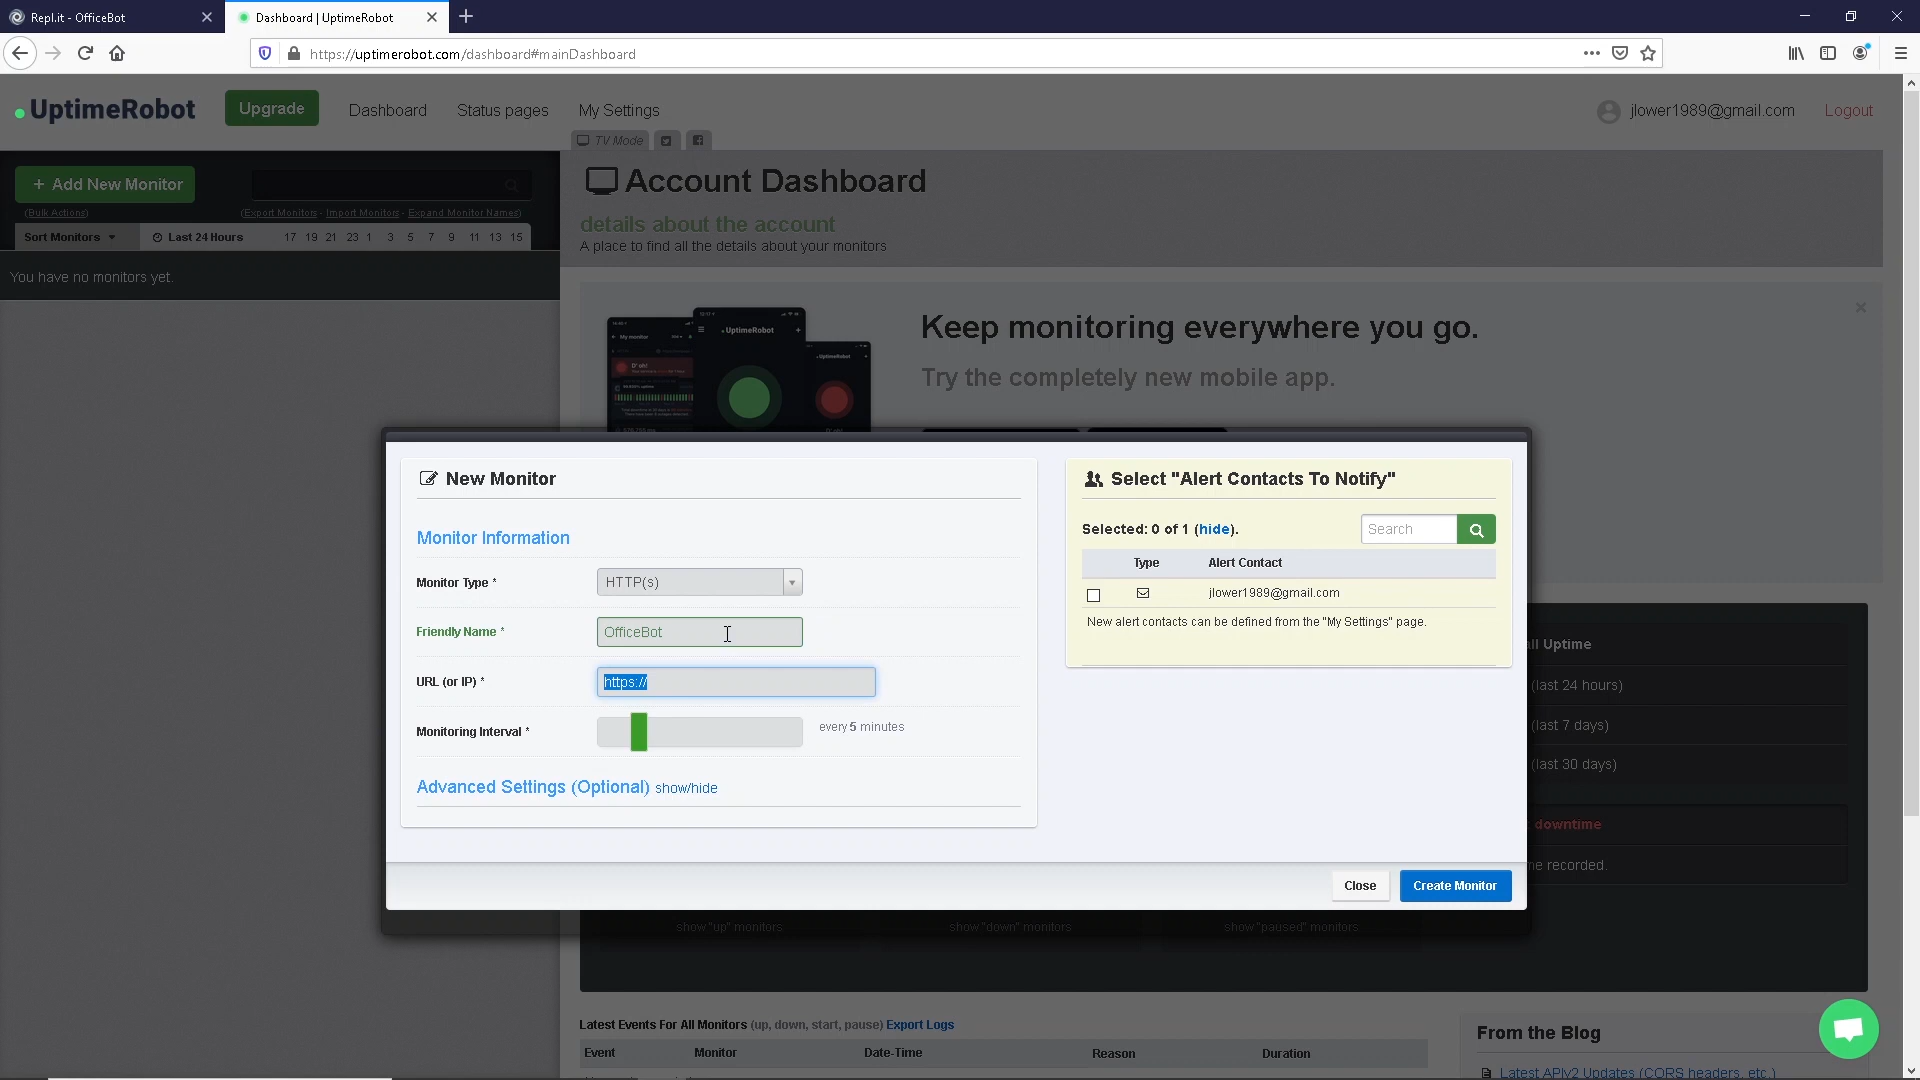 Repl.it - OfficeBot
Dashboard | UptimeRobot
https://uptimerobot.com/dashboard#mainDashboard
UptimeRobot
Upgrade
Dashboard
Status pages
My Settings
jlower1989@gmail.com
Logout
TV Mode
+ Add New Monitor
(Bulk Actions)
(Export Monitors - Import Monitors - Expand Monitor Names)
Sort Monitors
Last 24 Hours
17 19 21 23 1 3 5 7 9 11 13 15
You have no monitors yet.
Account Dashboard
details about the account
A place to find all the details about your monitors
My monitor
UptimeRobot
UptimeRobot
D'oh!
Keep monitoring everywhere you go.
Try the completely new mobile app.
New Monitor
Monitor Information
Monitor Type *
HTTP(s)
Friendly Name *
OfficeBot
URL (or IP) *
https://
Monitoring Interval *
every 5 minutes
Advanced Settings (Optional) show/hide
Select "Alert Contacts To Notify"
Selected: 0 of 1 (hide).
Search
Type
Alert Contact
jlower1989@gmail.com
New alert contacts can be defined from the "My Settings" page.
Close
Create Monitor
Uptime
(last 24 hours)
(last 7 days)
(last 30 days)
downtime
recorded.
show "up" monitors
show "down" monitors
show "paused" monitors
Latest Events For All Monitors (up, down, start, pause) Export Logs
Event
Monitor
Date-Time
Reason
Duration
From the Blog
Latest APIv2 Updates (CORS headers, etc.)